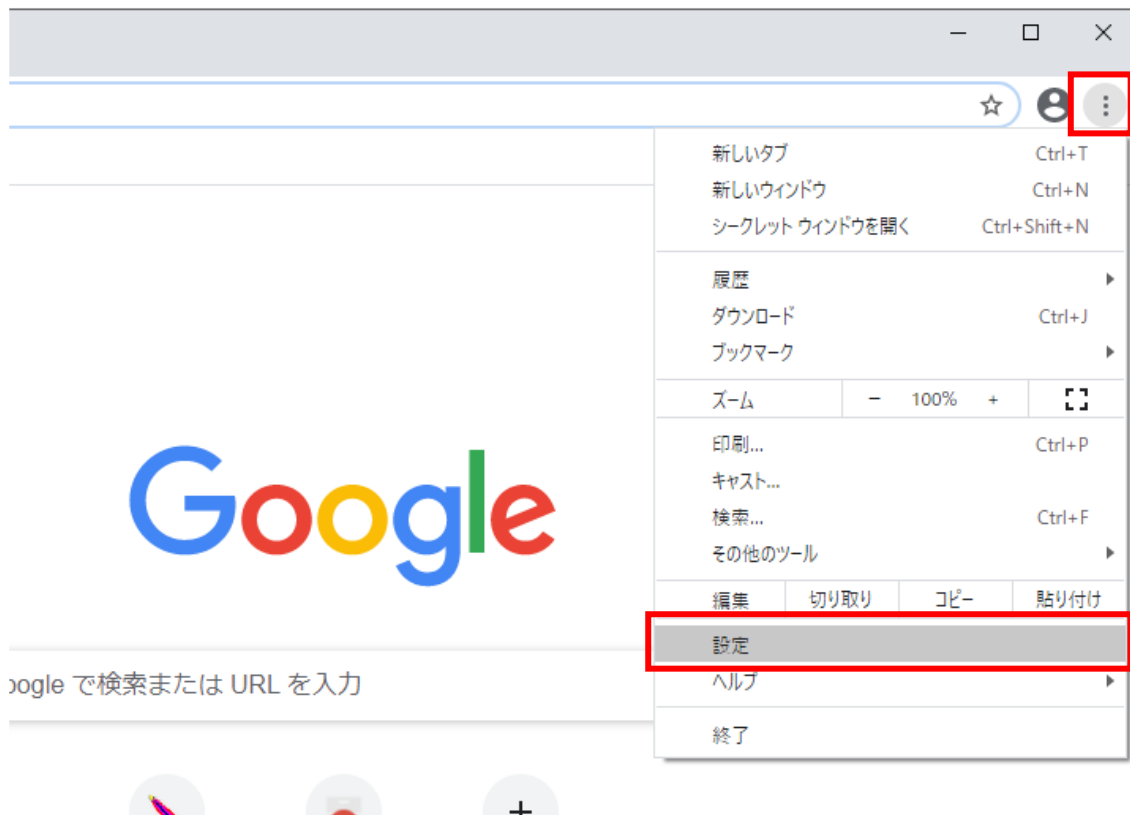 新しいタブ Ctrl+T
新しいウィンドウ Ctrl+N
シークレット ウィンドウを開く Ctrl+Shift+N
履歴
ダウンロード Ctrl+J
ブックマーク
ズーム － 100% +
印刷... Ctrl+P
キャスト...
検索... Ctrl+F
その他のツール
編集 切り取り コピー 貼り付け
設定
ヘルプ
終了
Google
oogle で検索または URL を入力